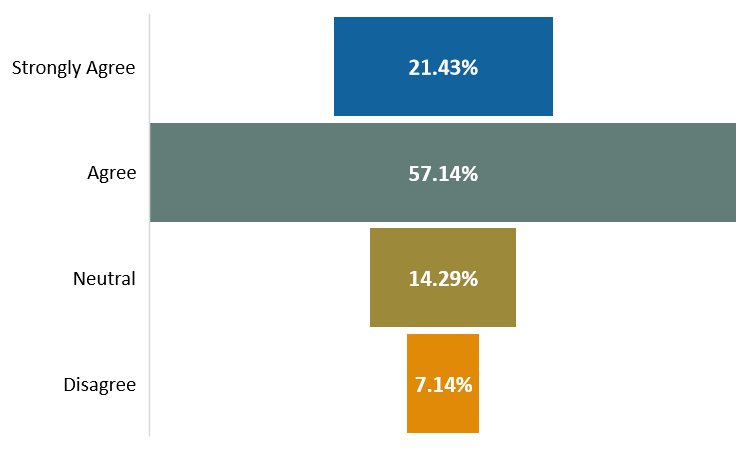 Strongly Agree
21.43%
Agree
57.14%
Neutral
14.29%
Disagree
7.14%